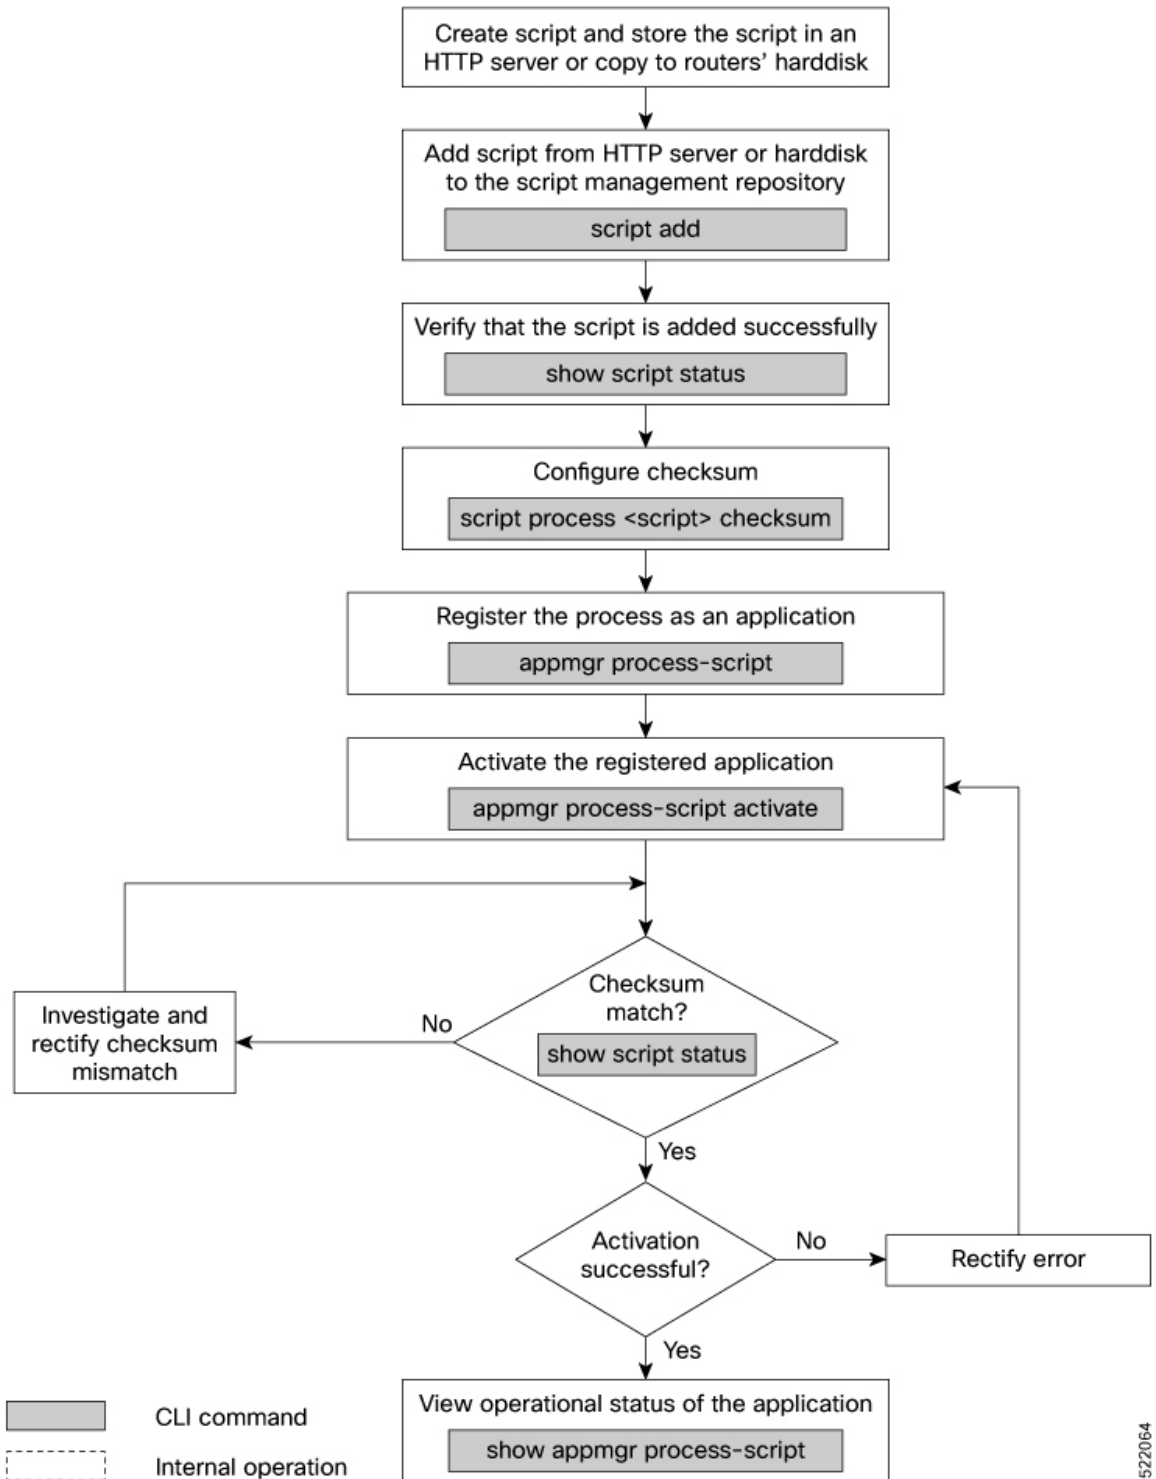 Create script and store the script in an
HTTP server or copy to routers' harddisk
Add script from HTTP server or harddisk
to the script management repository
script add
Verify that the script is added successfully
show script status
Configure checksum
script process <script> checksum
Register the process as an application
appmgr process-script
Activate the registered application
appmgr process-script activate
Checksum
match?
show script status
No
Investigate and
rectify checksum
mismatch
Yes
Activation
successful?
No
Rectify error
Yes
View operational status of the application
show appmgr process-script
CLI command
Internal operation
522064